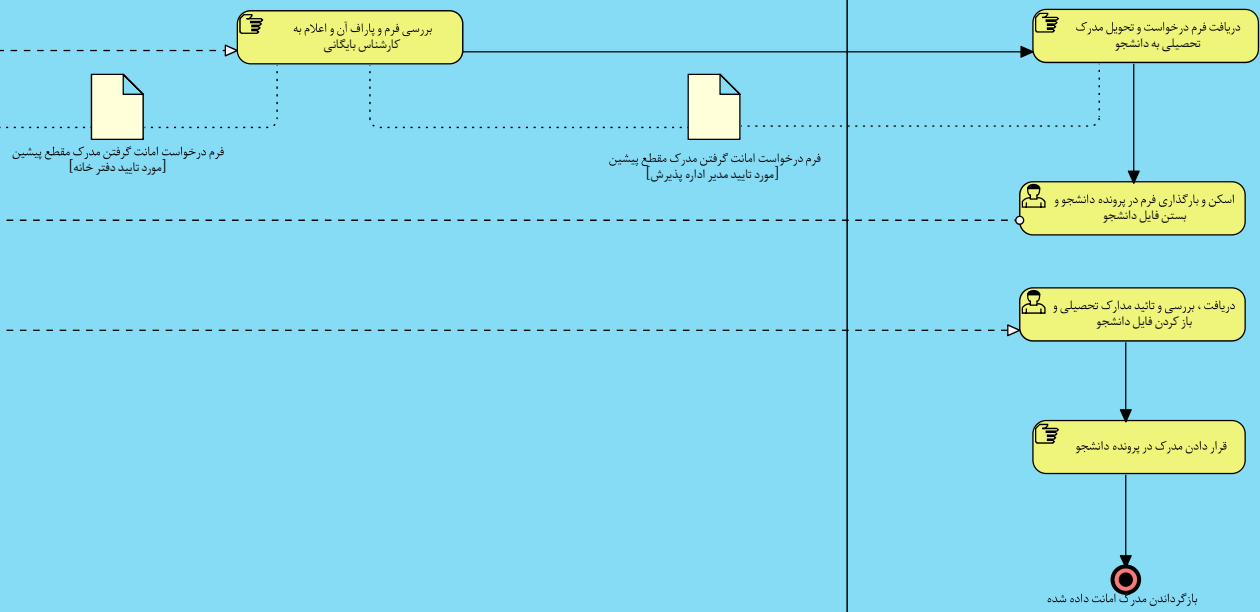 بررسی فرم و پاراف آن و اعلام به
کارشناس بایگانی
دریافت فرم درخواست و تحویل مدرک
تحصیلی به دانشجو
فرم درخواست امانت گرفتن مدرک مقطع پیشین
[مورد تایید دفتر خانه]
فرم درخواست امانت گرفتن مدرک مقطع پیشین
[مورد تایید مدیر اداره پذیرش]
اسکن و بارگذاری فرم در پرونده دانشجو و
بستن فایل دانشجو
دریافت ، بررسی و تائید مدارک تحصیلی و
باز کردن فایل دانشجو
قرار دادن مدرک در پرونده دانشجو
بازگرداندن مدرک امانت داده شده